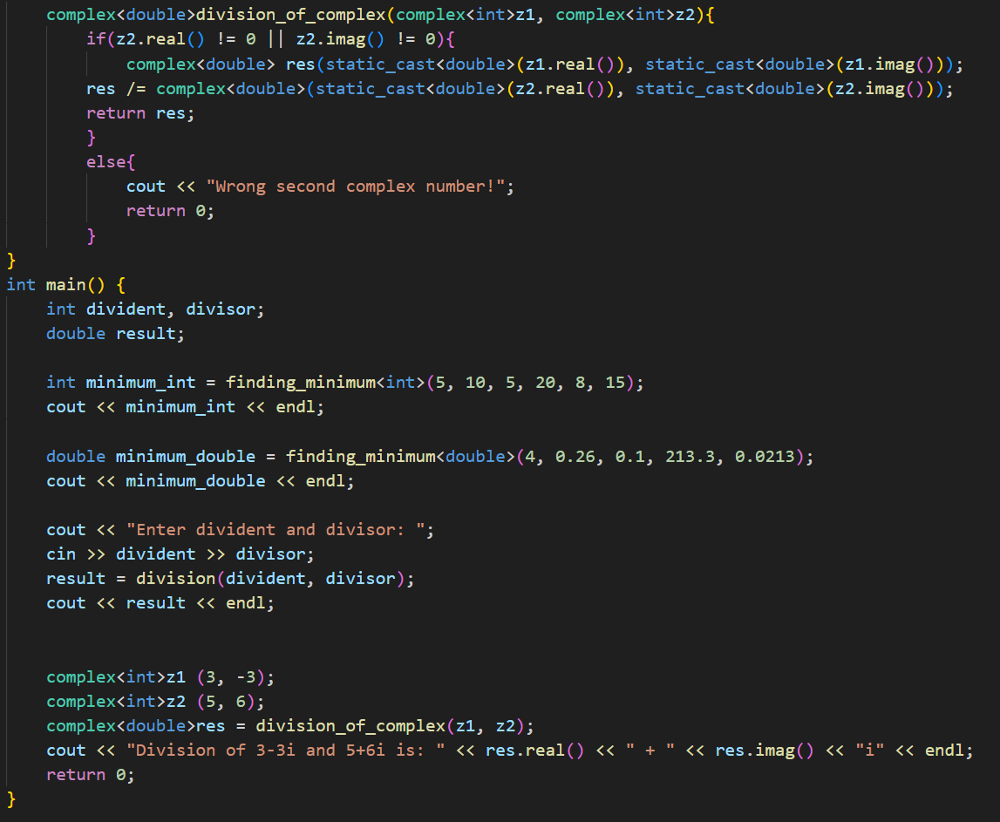 complex<double>division_of_complex(complex<int>z1, complex<int>z2){
        if(z2.real() != 0 || z2.imag() != 0){
            complex<double> res(static_cast<double>(z1.real()), static_cast<double>(z1.imag()));
        res /= complex<double>(static_cast<double>(z2.real()), static_cast<double>(z2.imag()));
        return res;
        }
        else{
            cout << "Wrong second complex number!";
            return 0;
        }
}
int main() {
    int divident, divisor;
    double result;

    int minimum_int = finding_minimum<int>(5, 10, 5, 20, 8, 15);
    cout << minimum_int << endl;

    double minimum_double = finding_minimum<double>(4, 0.26, 0.1, 213.3, 0.0213);
    cout << minimum_double << endl;

    cout << "Enter divident and divisor: ";
    cin >> divident >> divisor;
    result = division(divident, divisor);
    cout << result << endl;


    complex<int>z1 (3, -3);
    complex<int>z2 (5, 6);
    complex<double>res = division_of_complex(z1, z2);
    cout << "Division of 3-3i and 5+6i is: " << res.real() << " + " << res.imag() << "i" << endl;
    return 0;
}